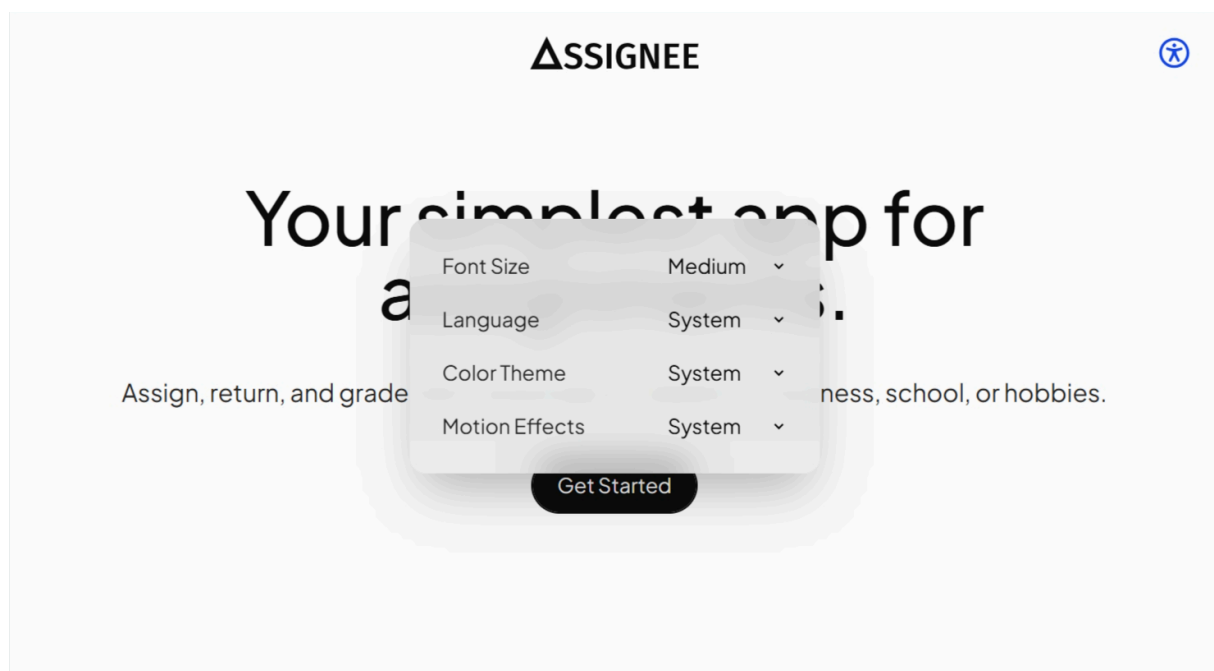 ASSIGNEE
Your simplest app for
Font Size Medium
Language System
Color Theme System
Assign, return, and grade ness, school, or hobbies.
Motion Effects System
Get Started